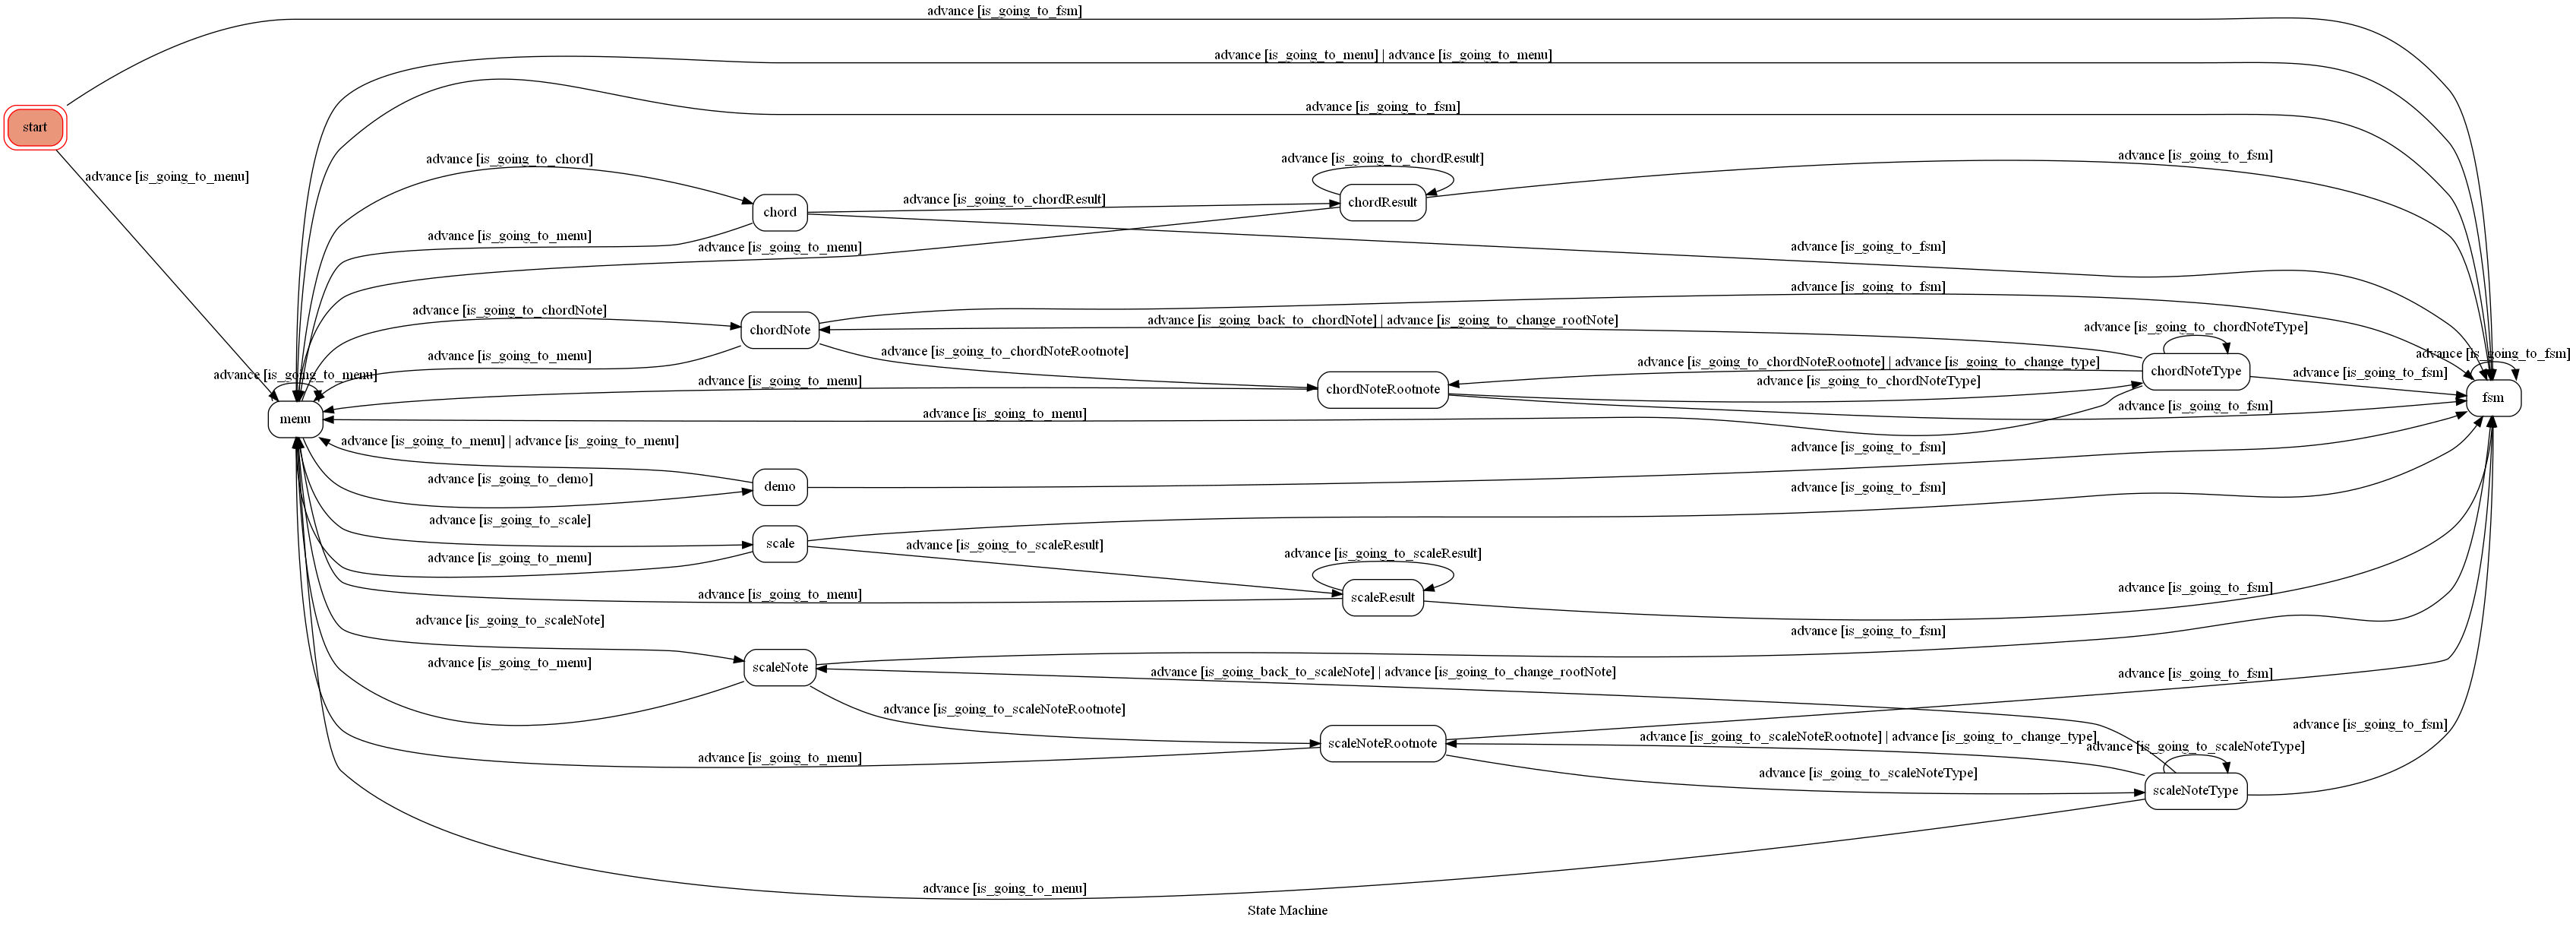 advance [is_going_to_fsm]
advance [is_going_to_menu] | advance [is_going_to_menu]
advance [is_going_to_fsm]
start
advance [is_going_to_menu]
advance [is_going_to_chord]
advance [is_going_to_chordResult]
advance [is_going_to_fsm]
chord
advance [is_going_to_chordResult]
chordResult
advance [is_going_to_menu]
advance [is_going_to_menu]
advance [is_going_to_fsm]
advance [is_going_to_fsm]
advance [is_going_to_chordNote]
chordNote
advance [is_going_back_to_chordNote] | advance [is_going_to_change_rootNote]
advance [is_going_to_chordNoteType]
advance [is_going_to_menu]
advance [is_going_to_chordNoteRootnote]
advance [is_going_to_chordNoteRootnote] | advance [is_going_to_change_type]
chordNoteType
advance [is_going_to_fsm]
advance [is_going_to_menu]
advance [is_going_to_menu]
chordNoteRootnote
advance [is_going_to_chordNoteType]
advance [is_going_to_fsm]
fsm
menu
advance [is_going_to_menu]
advance [is_going_to_fsm]
advance [is_going_to_menu] | advance [is_going_to_menu]
advance [is_going_to_fsm]
advance [is_going_to_demo]
demo
advance [is_going_to_fsm]
advance [is_going_to_scale]
scale
advance [is_going_to_scaleResult]
advance [is_going_to_menu]
advance [is_going_to_scaleResult]
advance [is_going_to_menu]
scaleResult
advance [is_going_to_fsm]
advance [is_going_to_scaleNote]
advance [is_going_to_fsm]
advance [is_going_to_menu]
scaleNote
advance [is_going_back_to_scaleNote] | advance [is_going_to_change_rootNote]
advance [is_going_to_fsm]
advance [is_going_to_scaleNoteRootnote]
advance [is_going_to_fsm]
scaleNoteRootnote
advance [is_going_to_scaleNoteRootnote] | advance [is_going_to_change_type]
advance [is_going_to_scaleNoteType]
advance [is_going_to_menu]
advance [is_going_to_scaleNoteType]
scaleNoteType
advance [is_going_to_menu]
State Machine